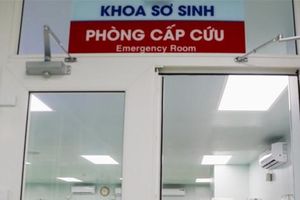 KHOA SƠ SINH
PHÒNG CẤP CỨU
Emergency Room